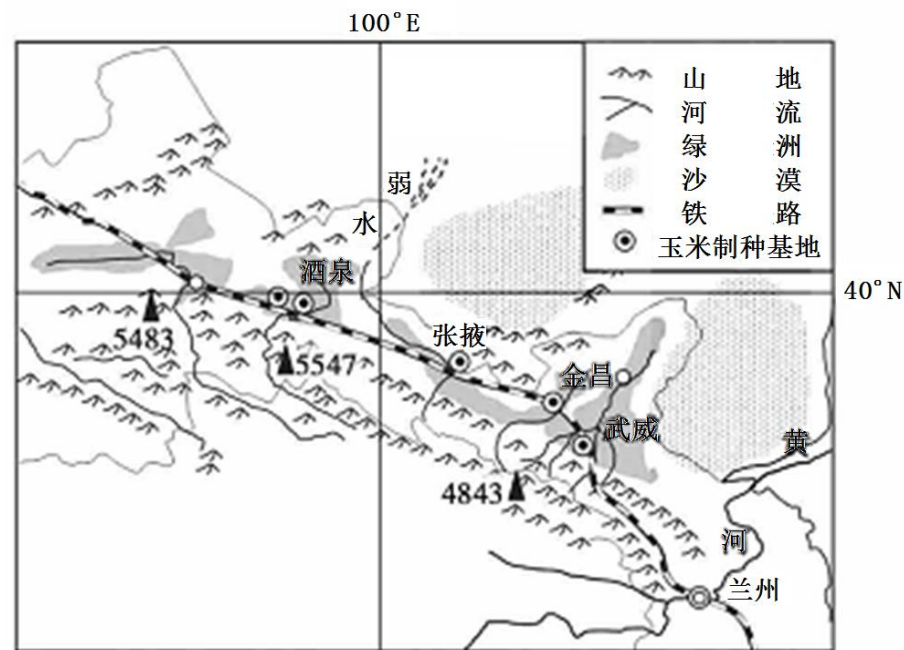 100°E
山 地
河 流
绿 洲
沙 漠
铁 路
玉米制种基地
弱
水
酒泉
40°N
5483
5547
张掖
金昌
武威
4843
黄
河
兰州